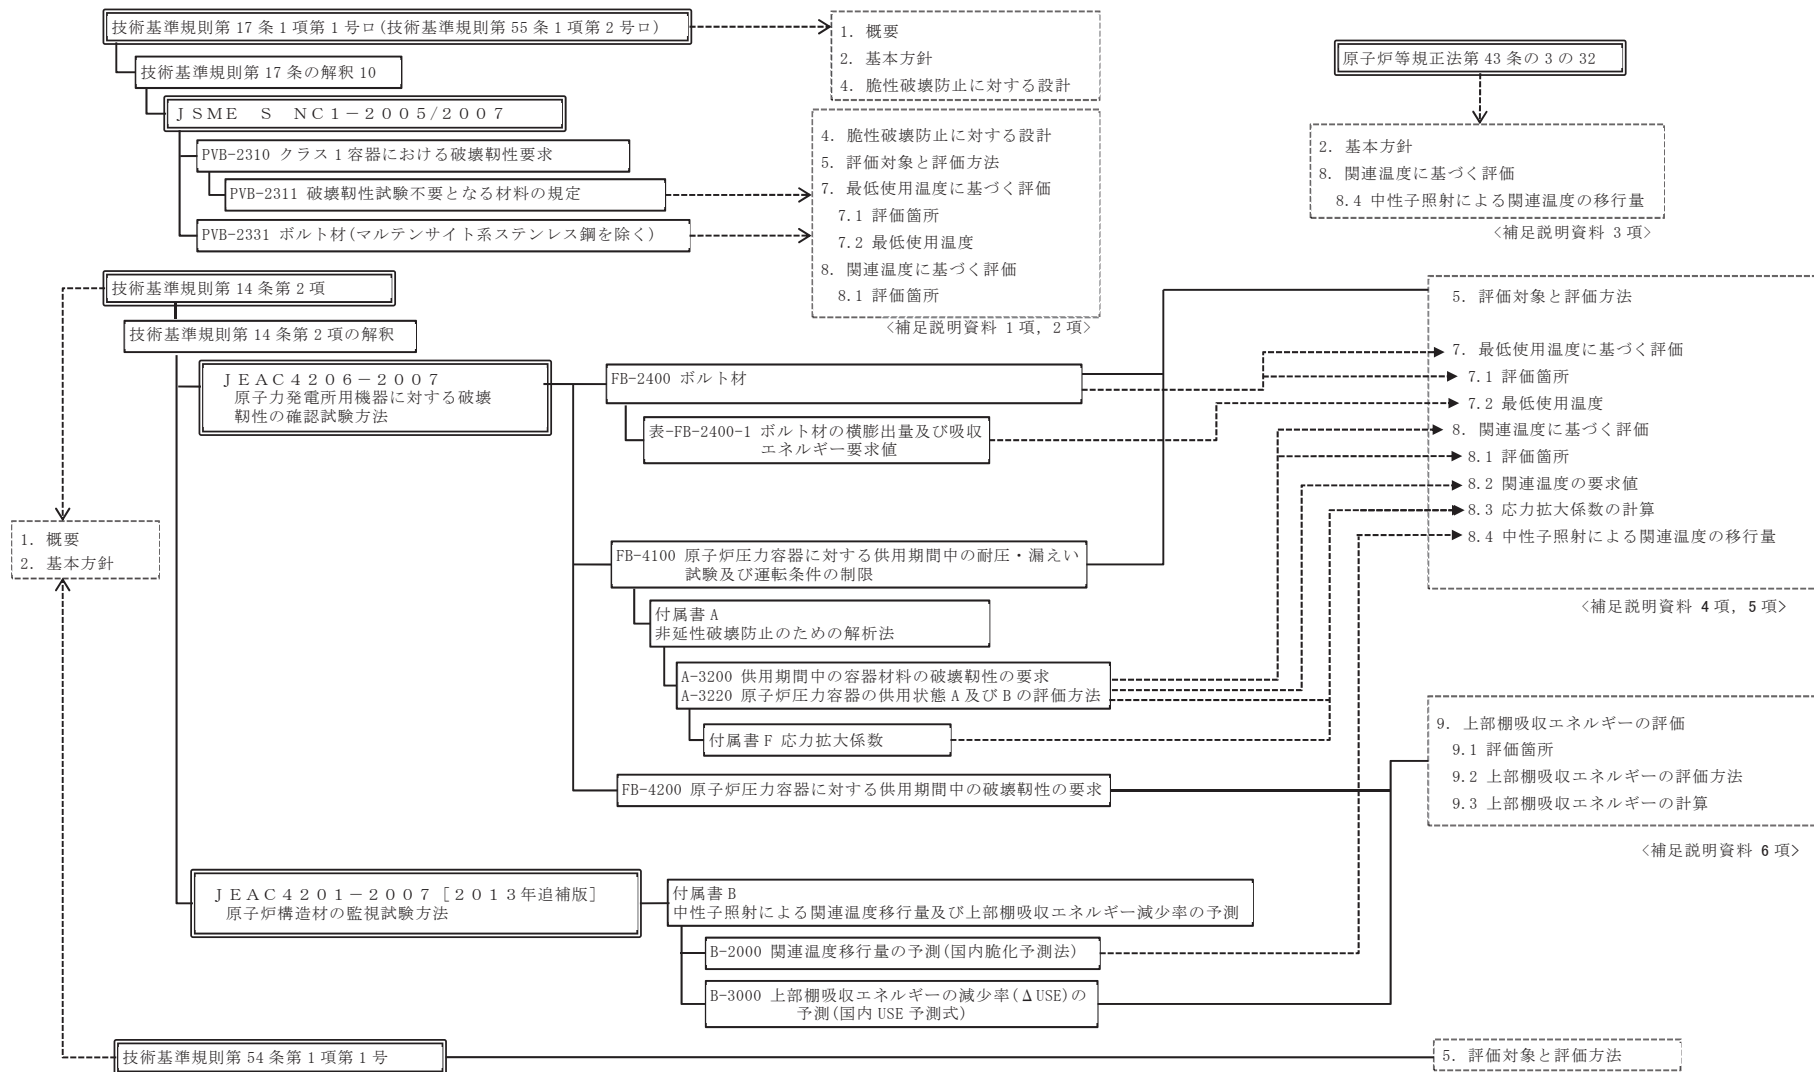 技術基準規則第 17 条 1 項第 1 号ロ(技術基準規則第 55 条 1 項第 2 号ロ)
技術基準規則第 17 条の解釈 10
ＪＳＭＥ　Ｓ　ＮＣ１－２００５/２００７
PVB-2310 クラス 1 容器における破壊靭性要求
PVB-2311 破壊靭性試験不要となる材料の規定
PVB-2331 ボルト材(マルテンサイト系ステンレス鋼を除く)
1. 概要
2. 基本方針
4. 脆性破壊防止に対する設計
4. 脆性破壊防止に対する設計
5. 評価対象と評価方法
7. 最低使用温度に基づく評価
7.1 評価箇所
7.2 最低使用温度
8. 関連温度に基づく評価
8.1 評価箇所
<補足説明資料 1 項, 2 項>
原子炉等規正法第 43 条の 3 の 32
2. 基本方針
8. 関連温度に基づく評価
8.4 中性子照射による関連温度の移行量
<補足説明資料 3 項>
技術基準規則第 14 条第 2 項
技術基準規則第 14 条第 2 項の解釈
ＪＥＡＣ４２０６－２００７
原子力発電所用機器に対する破壊
靭性の確認試験方法
FB-2400 ボルト材
表-FB-2400-1 ボルト材の横膨出量及び吸収
エネルギー要求値
FB-4100 原子炉圧力容器に対する供用期間中の耐圧・漏えい
試験及び運転条件の制限
付属書 A
非延性破壊防止のための解析法
A-3200 供用期間中の容器材料の破壊靭性の要求
A-3220 原子炉圧力容器の供用状態 A 及び B の評価方法
付属書 F 応力拡大係数
FB-4200 原子炉圧力容器に対する供用期間中の破壊靭性の要求
5. 評価対象と評価方法
7. 最低使用温度に基づく評価
7.1 評価箇所
7.2 最低使用温度
8. 関連温度に基づく評価
8.1 評価箇所
8.2 関連温度の要求値
8.3 応力拡大係数の計算
8.4 中性子照射による関連温度の移行量
<補足説明資料 4 項, 5 項>
1. 概要
2. 基本方針
9. 上部棚吸収エネルギーの評価
9.1 評価箇所
9.2 上部棚吸収エネルギーの評価方法
9.3 上部棚吸収エネルギーの計算
<補足説明資料 6 項>
ＪＥＡＣ４２０１－２００７［２０１３年追補版］
原子炉構造材の監視試験方法
付属書 B
中性子照射による関連温度移行量及び上部棚吸収エネルギー減少率の予測
B-2000 関連温度移行量の予測(国内脆化予測法)
B-3000 上部棚吸収エネルギーの減少率(ΔUSE)の
予測(国内 USE 予測式)
技術基準規則第 54 条第 1 項第 1 号
5. 評価対象と評価方法